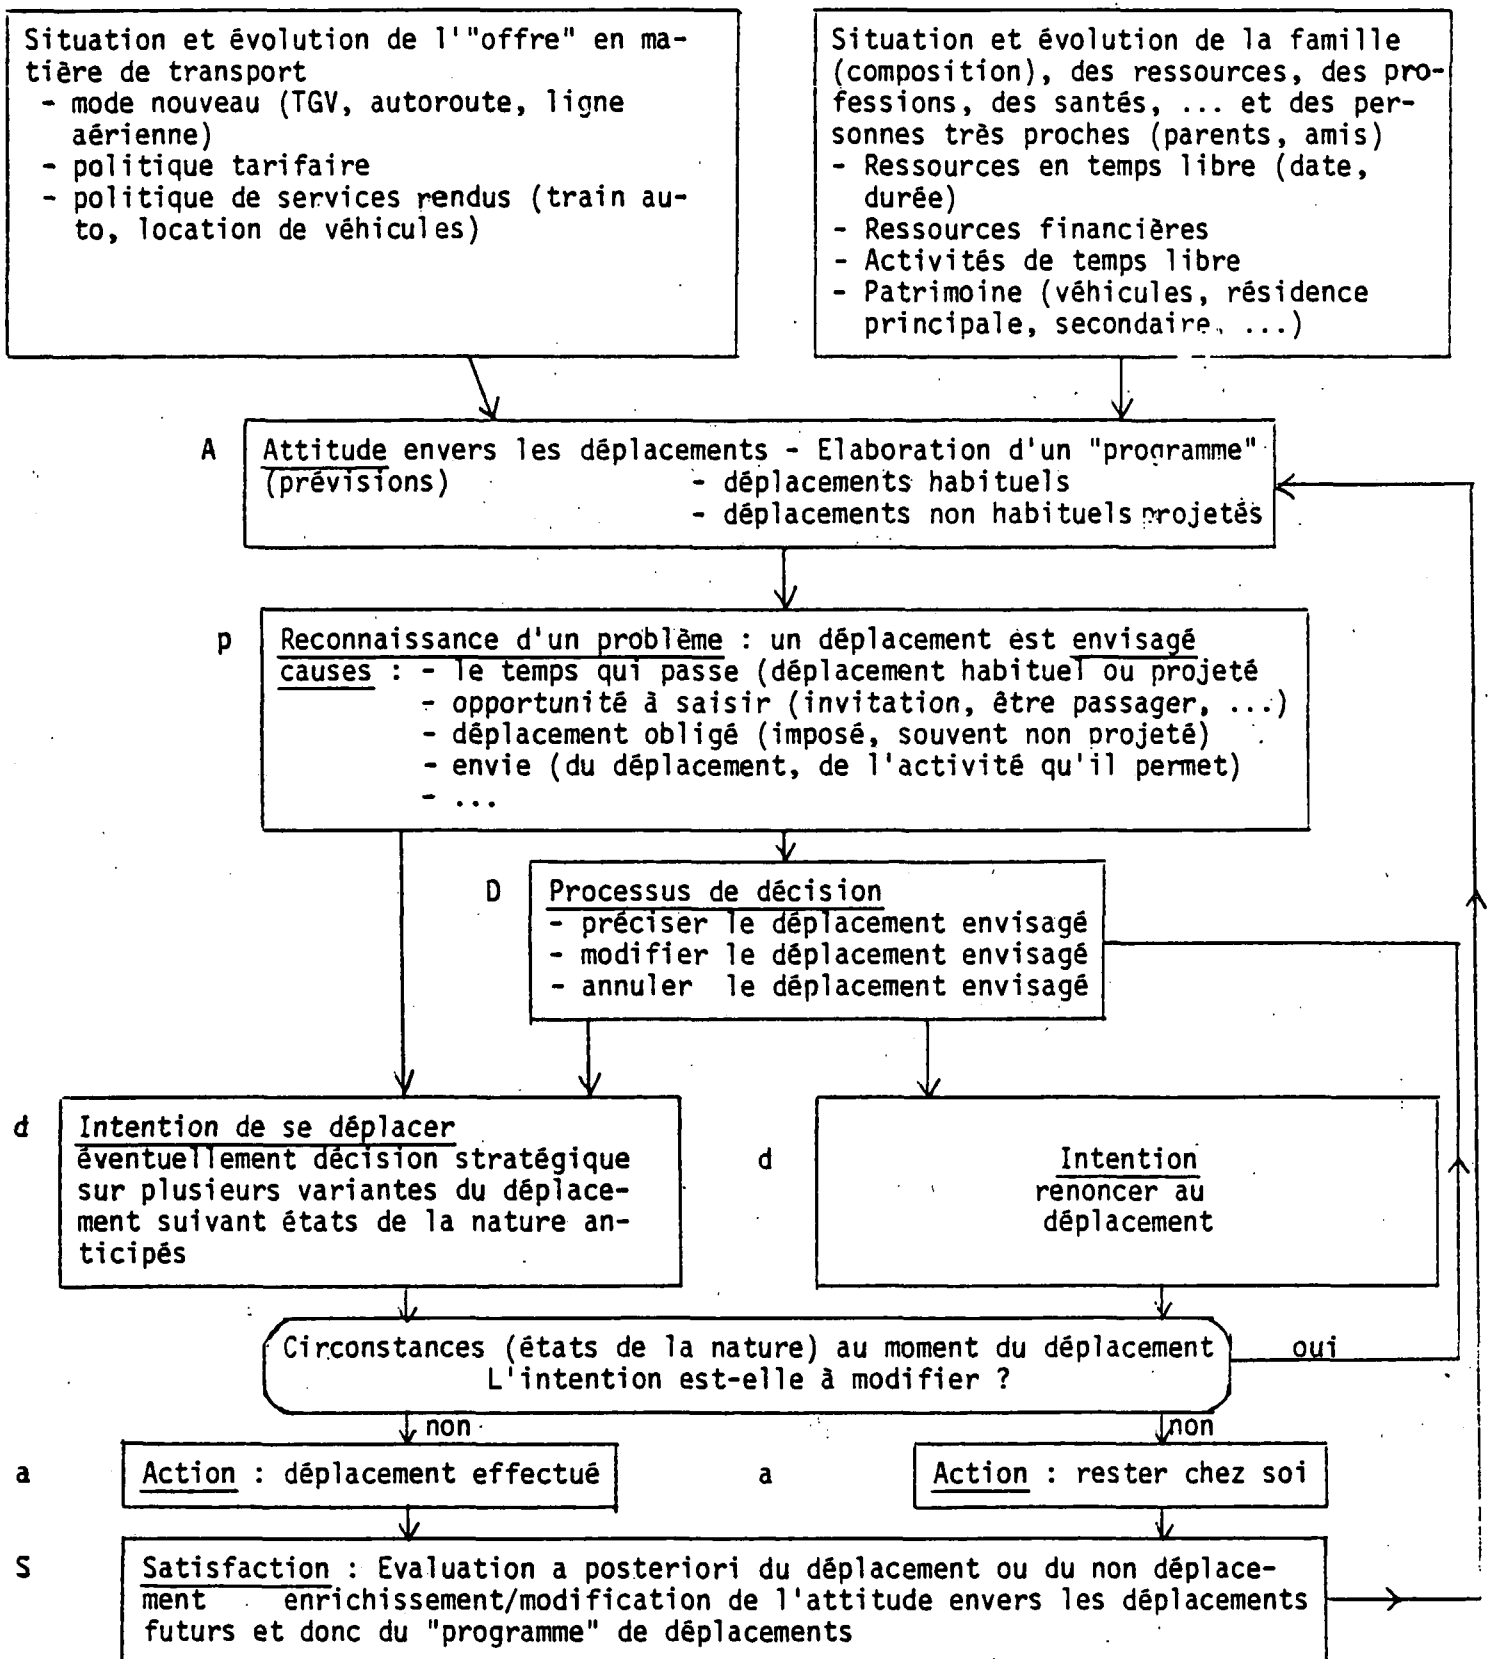 Situation et évolution de l'"offre" en ma-
tière de transport
- mode nouveau (TGV, autoroute, ligne
aérienne)
- politique tarifaire
- politique de services rendus (train au-
to, location de véhicules)
Situation et évolution de la famille
(composition), des ressources, des pro-
fessions, des santés, ... et des per-
sonnes très proches (parents, amis)
- Ressources en temps libre (date,
durée)
- Ressources financières
- Activités de temps libre
- Patrimoine (véhicules, résidence
principale, secondaire, ...)
A
Attitude envers les déplacements - Elaboration d'un "programme"
(prévisions) - déplacements habituels
- déplacements non habituels projetés
p
Reconnaissance d'un problème : un déplacement est envisagé
causes : - le temps qui passe (déplacement habituel ou projeté
- opportunité à saisir (invitation, être passager, ...)
- déplacement obligé (imposé, souvent non projeté)
- envie (du déplacement, de l'activité qu'il permet)
- ...
D
Processus de décision
- préciser le déplacement envisagé
- modifier le déplacement envisagé
- annuler le déplacement envisagé
d
Intention de se déplacer
éventuellement décision stratégique
sur plusieurs variantes du déplace-
ment suivant états de la nature an-
ticipés
d
Intention
renoncer au
déplacement
Circonstances (états de la nature) au moment du déplacement
L'intention est-elle à modifier ?
oui
non
non
a
Action : déplacement effectué
a
Action : rester chez soi
S
Satisfaction : Evaluation a posteriori du déplacement ou du non déplace-
ment enrichissement/modification de l'attitude envers les déplacements
futurs et donc du "programme" de déplacements